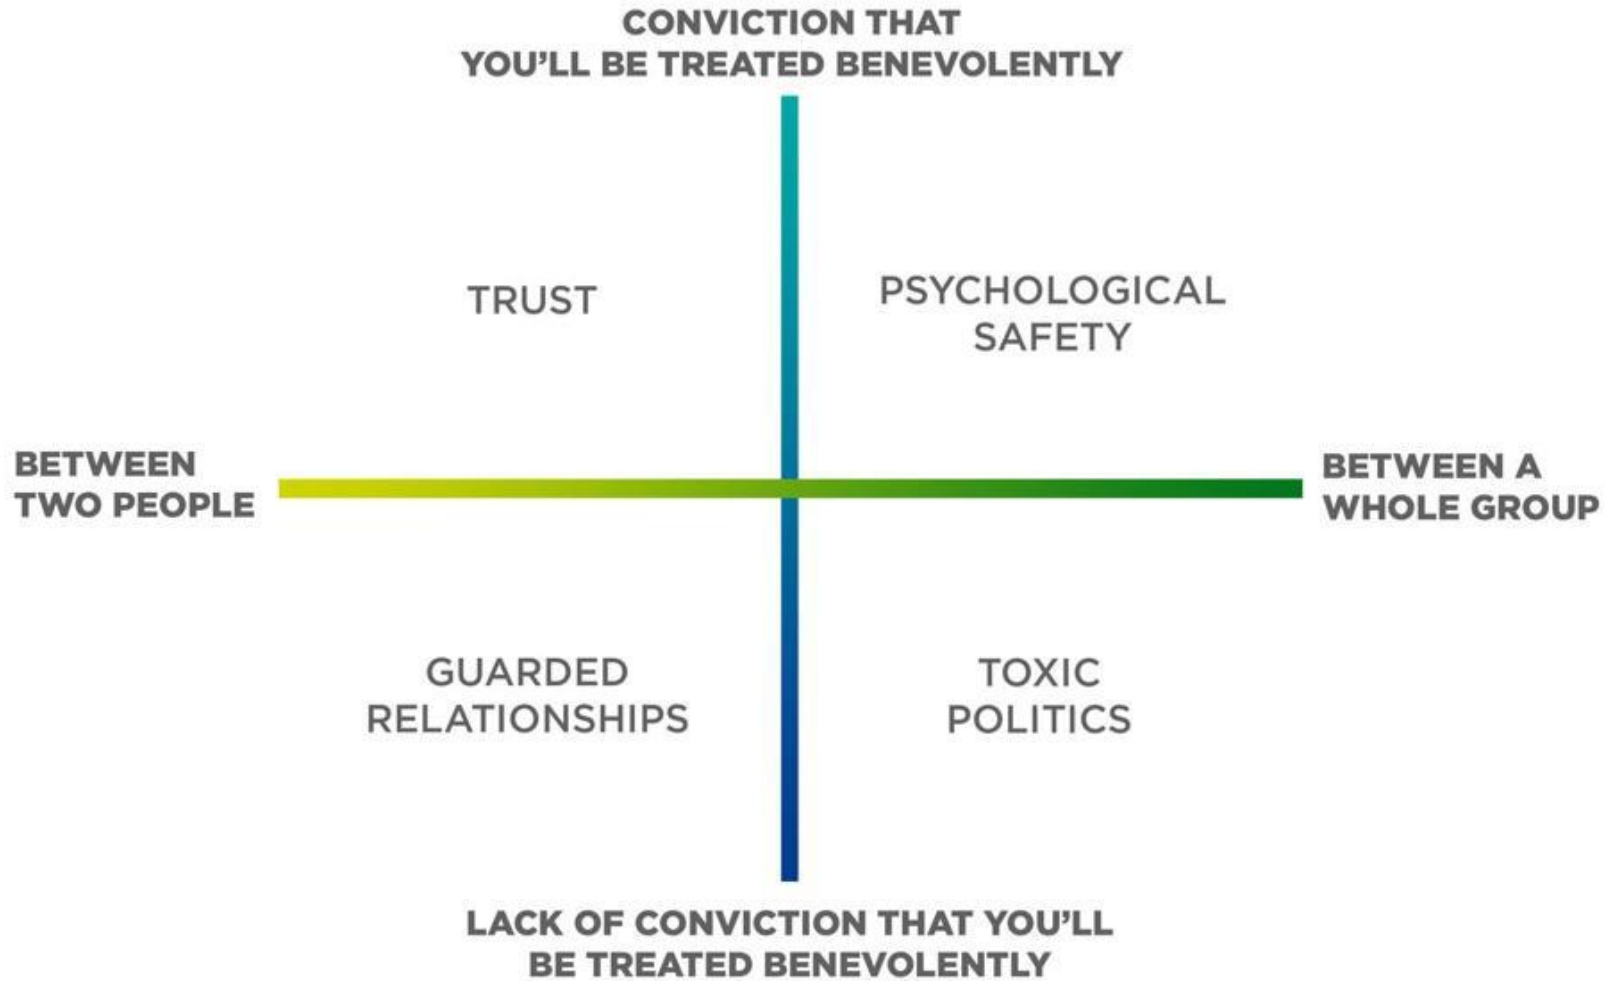 CONVICTION THAT
YOU'LL BE TREATED BENEVOLENTLY
TRUST
PSYCHOLOGICAL
SAFETY
BETWEEN
TWO PEOPLE
BETWEEN A
WHOLE GROUP
GUARDED
RELATIONSHIPS
TOXIC
POLITICS
LACK OF CONVICTION THAT YOU'LL
BE TREATED BENEVOLENTLY